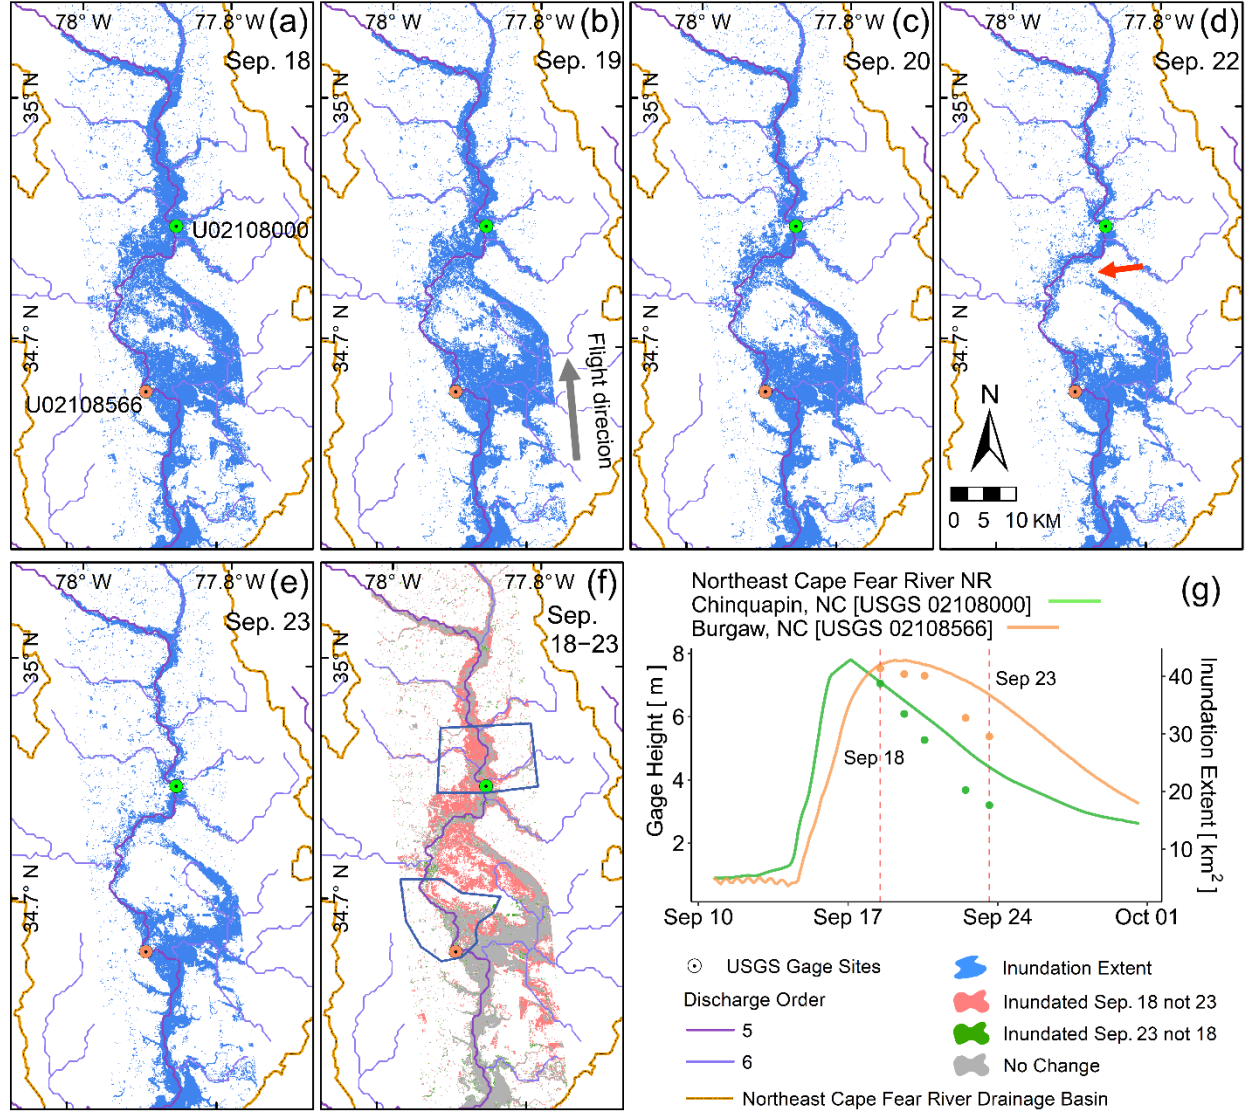 78° W
77.8° W
(a)
Sep. 18
35° N
U02108000
34.7° N
U02108566
78° W
77.8° W
(b)
Sep. 19
35° N
34.7° N
Flight direcion
78° W
77.8° W
(c)
Sep. 20
35° N
34.7° N
78° W
77.8° W
(d)
Sep. 22
35° N
34.7° N
N
0 5 10 KM
78° W
77.8° W
(e)
Sep. 23
35° N
34.7° N
78° W
77.8° W
(f)
Sep.
18–23
35° N
34.7° N
Northeast Cape Fear River NR
(g)
Chinquapin, NC [USGS 02108000]
Burgaw, NC [USGS 02108566]
Gage Height [ m ]
8
6
4
2
Sep 18
Sep 23
40
30
20
10
Inundation Extent [ km² ]
Sep 10
Sep 17
Sep 24
Oct 01
USGS Gage Sites
Discharge Order
5
6
Inundation Extent
Inundated Sep. 18 not 23
Inundated Sep. 23 not 18
No Change
Northeast Cape Fear River Drainage Basin